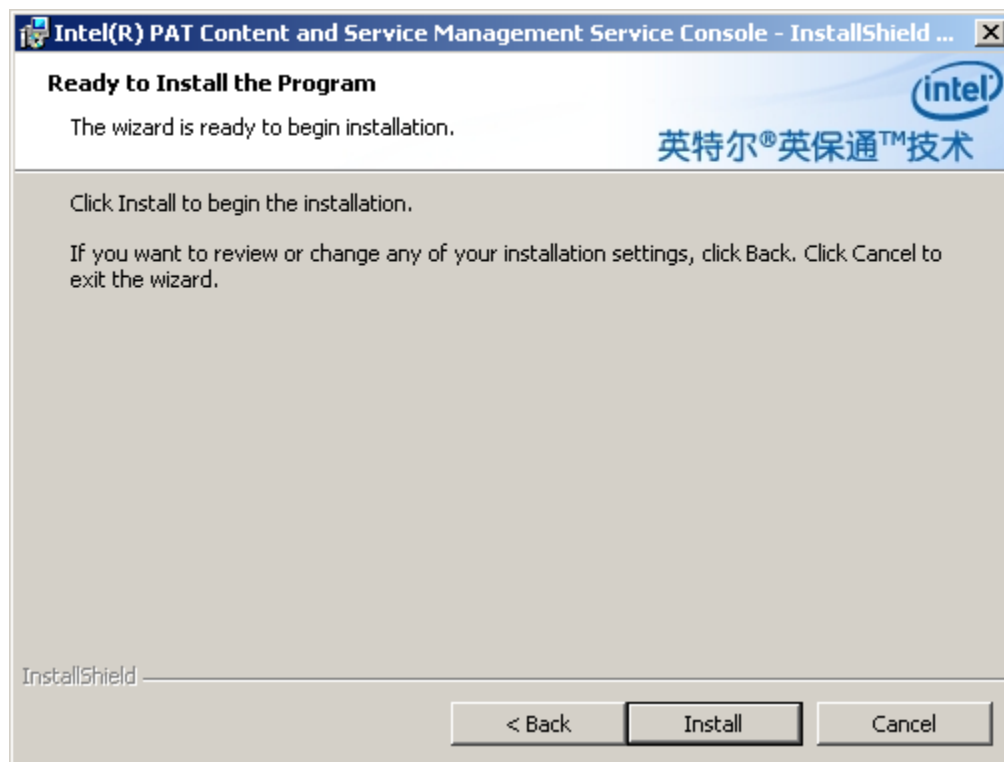 Intel(R) PAT Content and Service Management Service Console - InstallShield ...
Ready to Install the Program
The wizard is ready to begin installation.
intel
英特尔®英保通™技术
Click Install to begin the installation.
If you want to review or change any of your installation settings, click Back. Click Cancel to
exit the wizard.
InstallShield
< Back
Install
Cancel